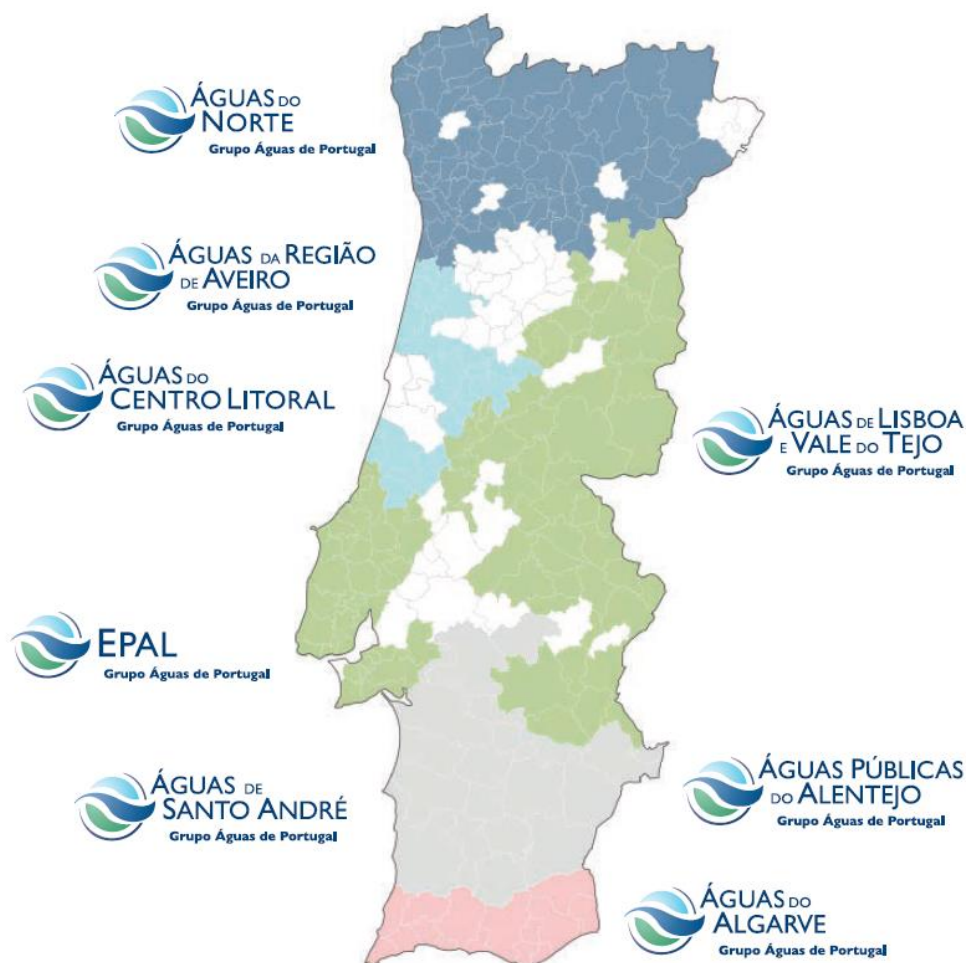 ÁGUAS DO
NORTE
Grupo Águas de Portugal
ÁGUAS DA REGIÃO
DE AVEIRO
Grupo Águas de Portugal
ÁGUAS DO
CENTRO LITORAL
Grupo Águas de Portugal
ÁGUAS DE LISBOA
E VALE DO TEJO
Grupo Águas de Portugal
EPAL
Grupo Águas de Portugal
ÁGUAS DE
SANTO ANDRÉ
Grupo Águas de Portugal
ÁGUAS PÚBLICAS
DO ALENTEJO
Grupo Águas de Portugal
ÁGUAS DO
ALGARVE
Grupo Águas de Portugal